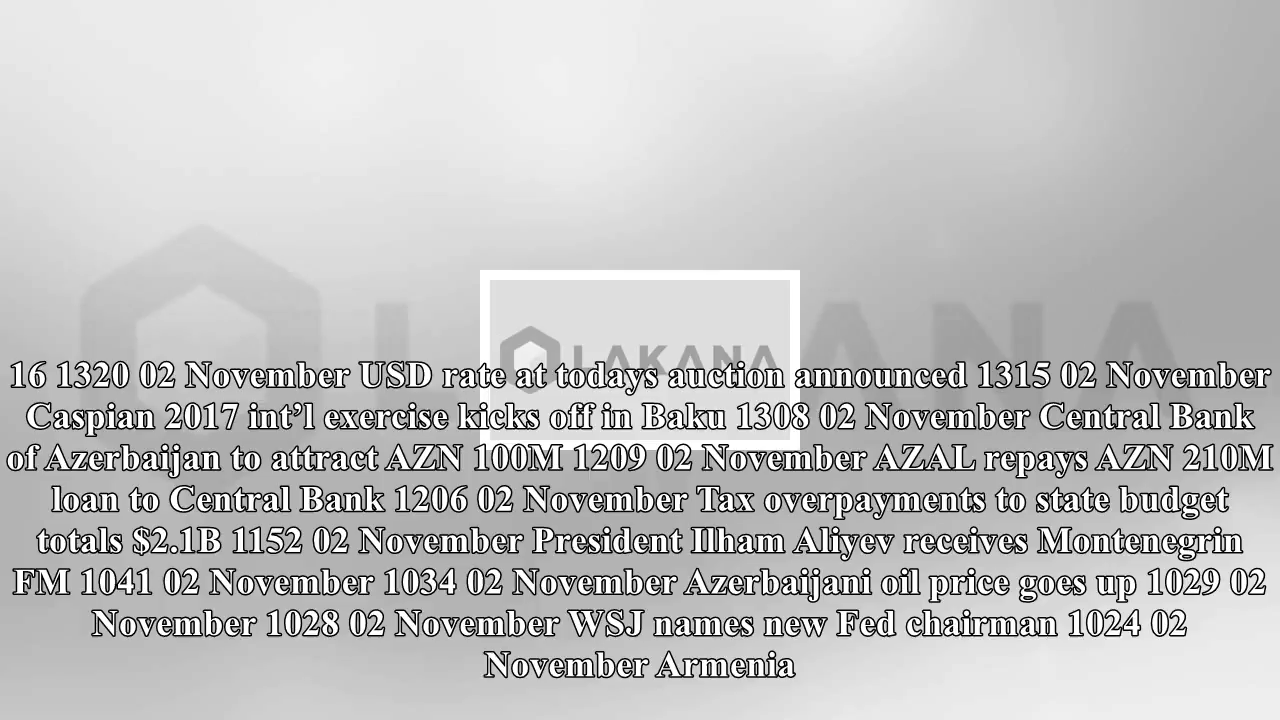 LAKANA
16 1320 02 November USD rate at todays auction announced 1315 02 November
Caspian 2017 int’l exercise kicks off in Baku 1308 02 November Central Bank
of Azerbaijan to attract AZN 100M 1209 02 November AZAL repays AZN 210M
loan to Central Bank 1206 02 November Tax overpayments to state budget
totals $2.1B 1152 02 November President Ilham Aliyev receives Montenegrin
FM 1041 02 November 1034 02 November Azerbaijani oil price goes up 1029 02
November 1028 02 November WSJ names new Fed chairman 1024 02
November Armenia